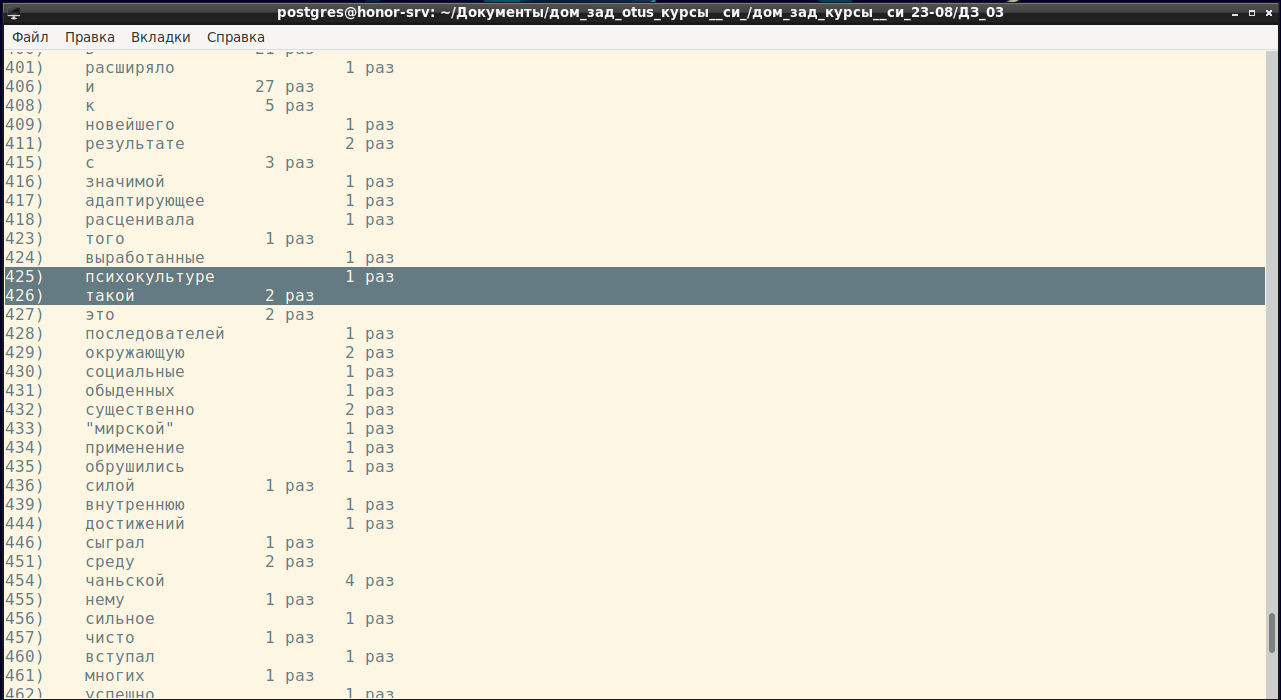 postgres@honor-srv: ~/Документы/дом_зад_otus_курсы__си_/дом_зад_курсы__си_23-08/ДЗ_03
Файл Правка Вкладки Справка
401) расширяло 1 раз
406) и 27 раз
408) к 5 раз
409) новейшего 1 раз
411) результате 2 раз
415) с 3 раз
416) значимой 1 раз
417) адаптирующее 1 раз
418) расценивала 1 раз
423) того 1 раз
424) выработанные 1 раз
425) психокультуре 1 раз
426) такой 2 раз
427) это 2 раз
428) последователей 1 раз
429) окружающую 2 раз
430) социальные 1 раз
431) обыденных 1 раз
432) существенно 2 раз
433) "мирской" 1 раз
434) применение 1 раз
435) обрушились 1 раз
436) силой 1 раз
439) внутреннюю 1 раз
444) достижений 1 раз
446) сыграл 1 раз
451) среду 2 раз
454) чаньской 4 раз
455) нему 1 раз
456) сильное 1 раз
457) чисто 1 раз
460) вступал 1 раз
461) многих 1 раз
462) успешно 1 раз